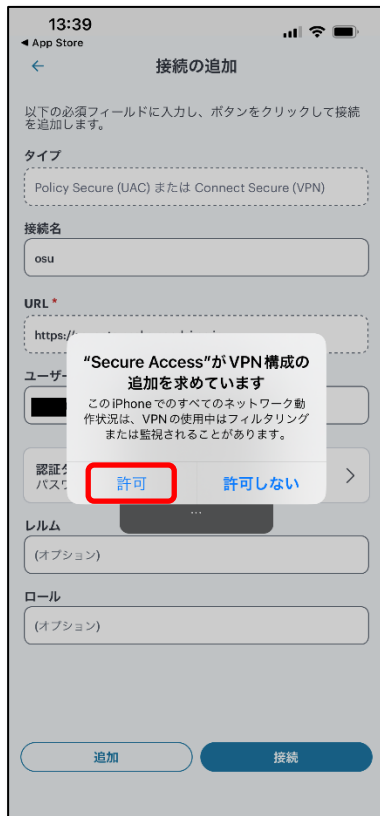 13:39
◀ App Store
← 接続の追加
以下の必須フィールドに入力し、ボタンをクリックして接続
を追加します。
タイプ
Policy Secure (UAC) または Connect Secure (VPN)
接続名
osu
URL *
https://
“Secure Access”がVPN構成の
追加を求めています
このiPhoneでのすべてのネットワーク動
作状況は、VPNの使用中はフィルタリング
または監視されることがあります。
許可
許可しない
ユーザー
認証
パスワ
...
レルム
(オプション)
ロール
(オプション)
追加
接続